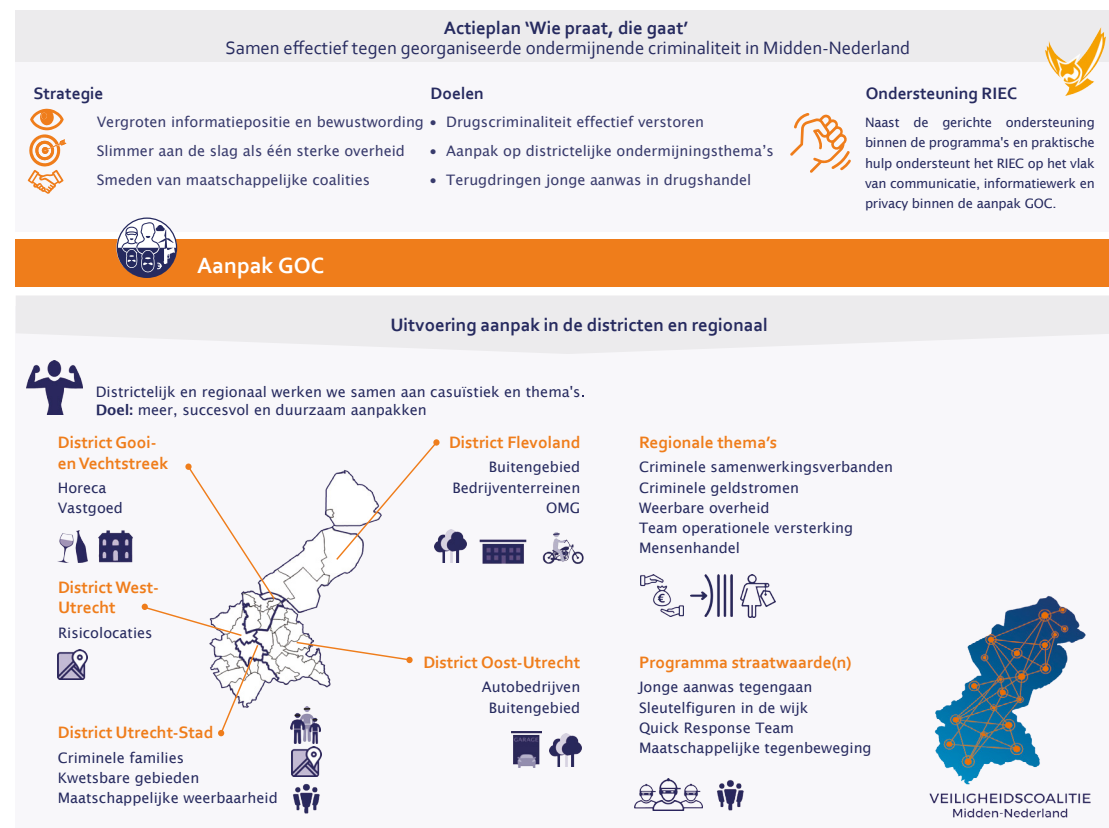 Actieplan ‘Wie praat, die gaat’
Samen effectief tegen georganiseerde ondermijnende criminaliteit in Midden-Nederland
Strategie
Vergroten informatiepositie en bewustwording
Slimmer aan de slag als één sterke overheid
Smeden van maatschappelijke coalities
Doelen
• Drugscriminaliteit effectief verstoren
• Aanpak op districtelijke ondermijningsthema’s
• Terugdringen jonge aanwas in drugshandel
Ondersteuning RIEC
Naast de gerichte ondersteuning
binnen de programma's en praktische
hulp ondersteunt het RIEC op het vlak
van communicatie, informatiewerk en
privacy binnen de aanpak GOC.
Aanpak GOC
Uitvoering aanpak in de districten en regionaal
Districtelijk en regionaal werken we samen aan casuïstiek en thema's.
Doel: meer, succesvol en duurzaam aanpakken
District Gooi-
en Vechtstreek
Horeca
Vastgoed
District West-
Utrecht
Risicolocaties
District Utrecht-Stad
Criminele families
Kwetsbare gebieden
Maatschappelijke weerbaarheid
District Flevoland
Buitengebied
Bedrijventerreinen
OMG
District Oost-Utrecht
Autobedrijven
Buitengebied
GARAGE
Regionale thema’s
Criminele samenwerkingsverbanden
Criminele geldstromen
Weerbare overheid
Team operationele versterking
Mensenhandel
€
Programma straatwaarde(n)
Jonge aanwas tegengaan
Sleutelfiguren in de wijk
Quick Response Team
Maatschappelijke tegenbeweging
VEILIGHEIDSCOALITIE
Midden-Nederland